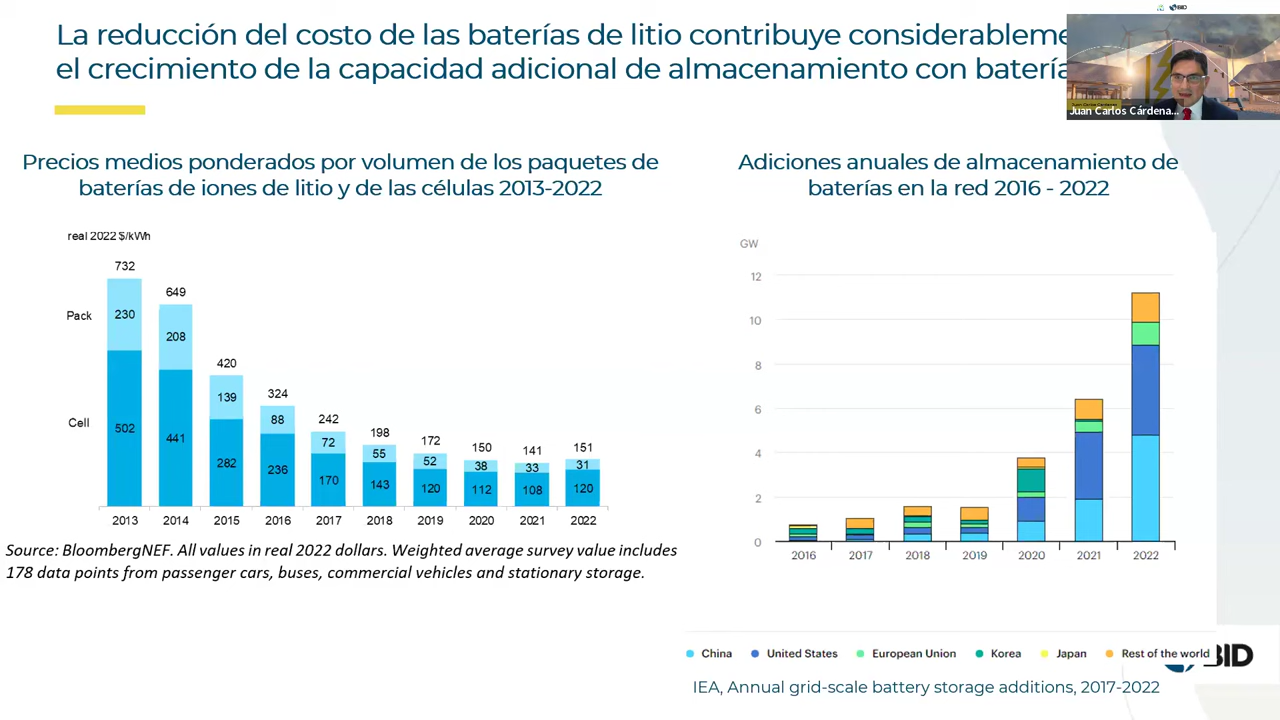 BID
La reducción del costo de las baterías de litio contribuye
el crecimiento de la capacidad adicional de almacenamiento con
Juan Carlos Cárdena...
Precios medios ponderados por volumen de los paquetes de
baterías de iones de litio y de las células 2013-2022
real 2022 $/kWh
732
649
420
324
242
198
172
150
141
151
Pack
230
208
139
88
72
55
52
38
33
31
Cell
502
441
282
236
170
143
120
112
108
120
2013 2014 2015 2016 2017 2018 2019 2020 2021 2022
Source: BloombergNEF. All values in real 2022 dollars. Weighted average survey value includes
178 data points from passenger cars, buses, commercial vehicles and stationary storage.
Adiciones anuales de almacenamiento de
baterías en la red 2016 - 2022
GW
12
10
8
6
4
2
0
2016 2017 2018 2019 2020 2021 2022
China United States European Union Korea Japan Rest of the world
BID
IEA, Annual grid-scale battery storage additions, 2017-2022